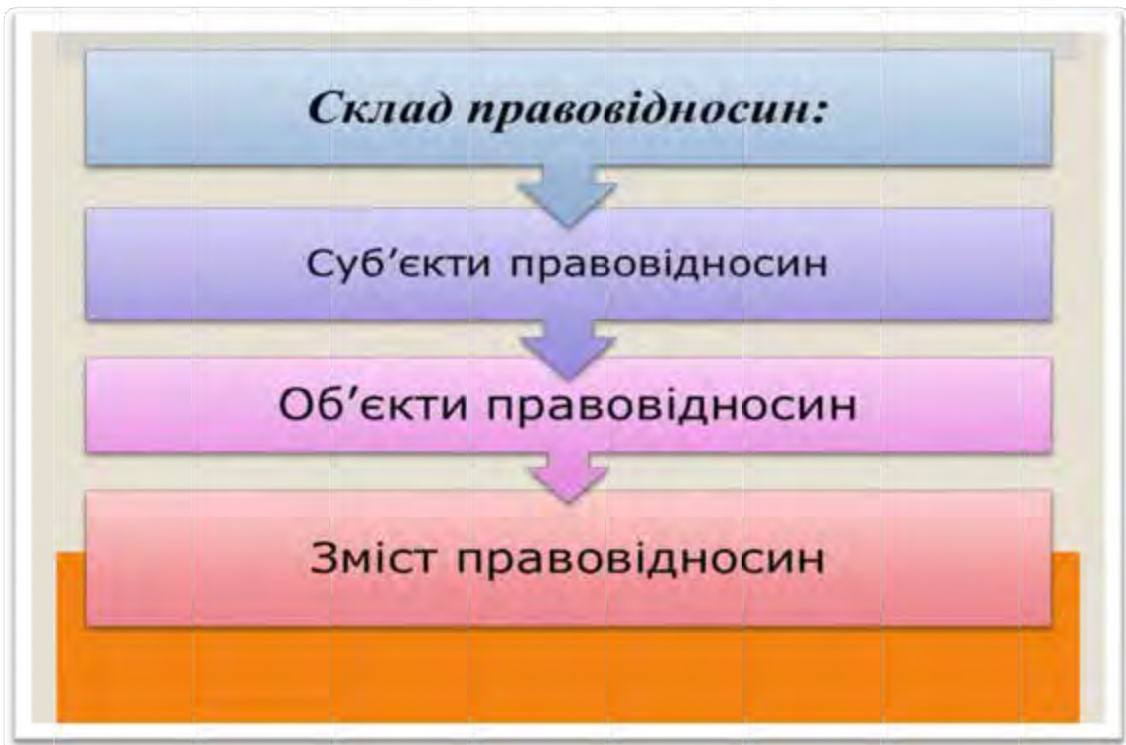 Склад правовідносин:
Суб’єкти правовідносин
Об’єкти правовідносин
Зміст правовідносин